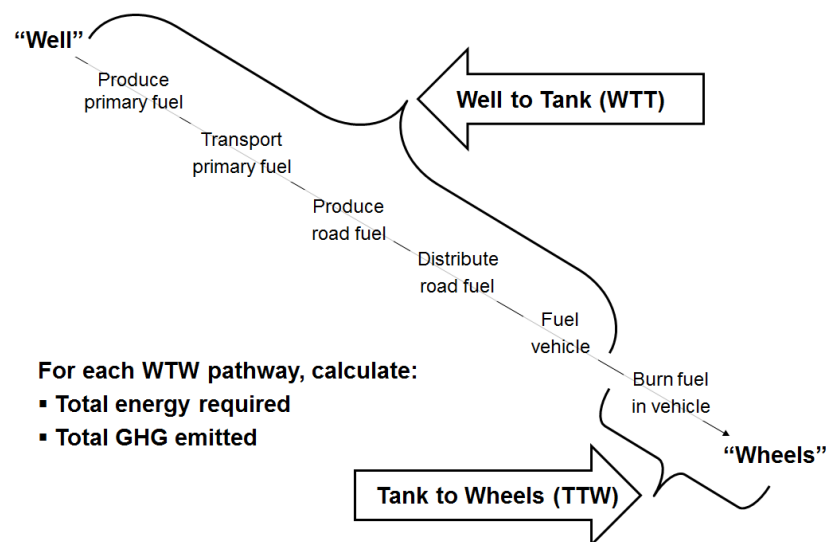 “Well”
Produce
primary fuel
Well to Tank (WTT)
Transport
primary fuel
Produce
road fuel
Distribute
road fuel
Fuel
vehicle
For each WTW pathway, calculate:
▪ Total energy required
▪ Total GHG emitted
Burn fuel
in vehicle
“Wheels”
Tank to Wheels (TTW)